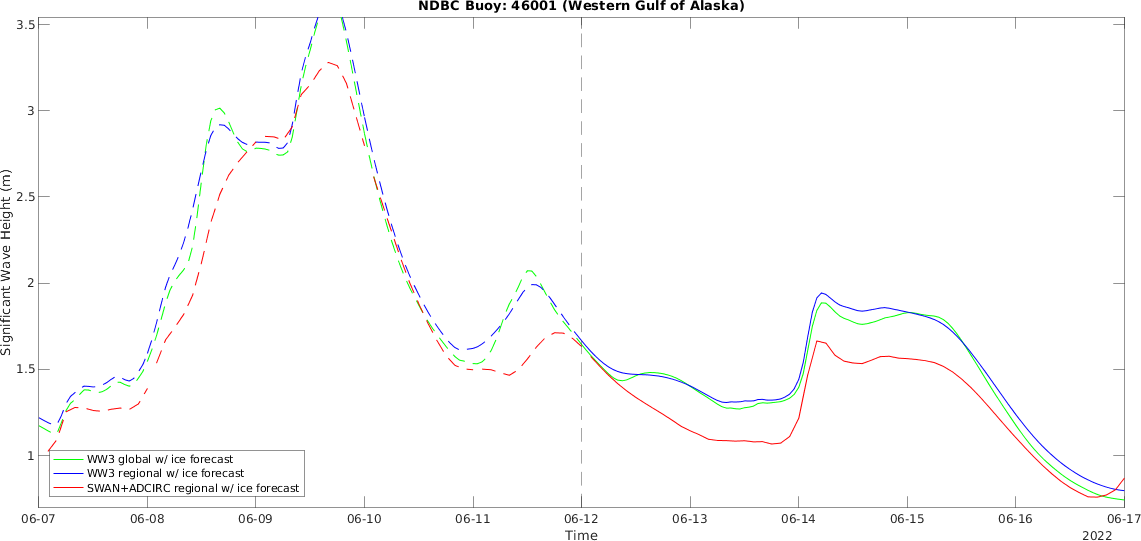 NDBC Buoy: 46001 (Western Gulf of Alaska)
3.5
3
2.5
2
1.5
1
Significant Wave Height (m)
WW3 global w/ ice forecast
WW3 regional w/ ice forecast
SWAN+ADCIRC regional w/ ice forecast
06-07 06-08 06-09 06-10 06-11 06-12 06-13 06-14 06-15 06-16 06-17
Time
2022